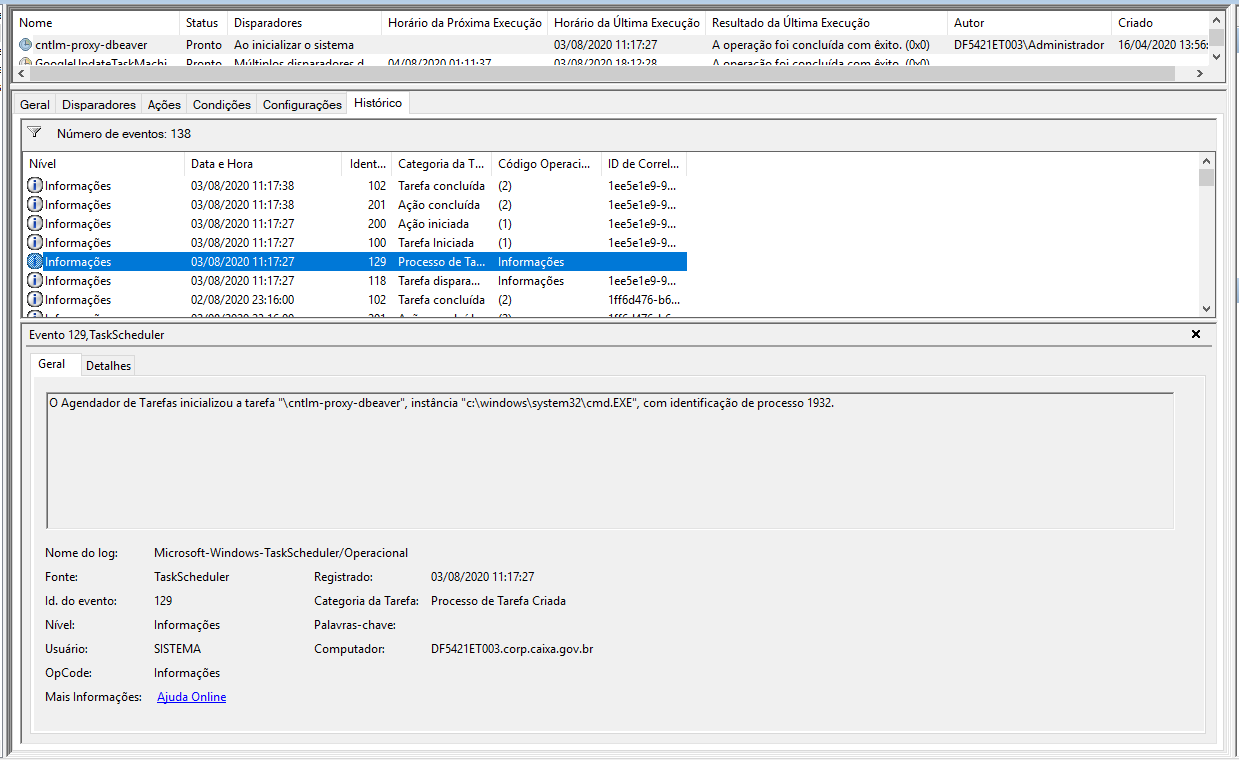 Nome Status Disparadores Horário da Próxima Execução Horário da Última Execução Resultado da Última Execução Autor Criado
cntlm-proxy-dbeaver Pronto Ao inicializar o sistema 03/08/2020 11:17:27 A operação foi concluída com êxito. (0x0) DF5421ET003\Administrador 16/04/2020 13:56:
GoogleUpdateTaskMachi Pronto Múltiplos disparadores d 04/08/2020 01:11:37 03/08/2020 18:12:28 A operação foi concluída com êxito. (0x0)
Geral Disparadores Ações Condições Configurações Histórico
Número de eventos: 138
Nível Data e Hora Ident... Categoria da T... Código Operaci... ID de Correl...
Informações 03/08/2020 11:17:38 102 Tarefa concluída (2) 1ee5e1e9-9...
Informações 03/08/2020 11:17:38 201 Ação concluída (2) 1ee5e1e9-9...
Informações 03/08/2020 11:17:27 200 Ação iniciada (1) 1ee5e1e9-9...
Informações 03/08/2020 11:17:27 100 Tarefa Iniciada (1) 1ee5e1e9-9...
Informações 03/08/2020 11:17:27 129 Processo de Ta... Informações
Informações 03/08/2020 11:17:27 118 Tarefa dispara... Informações 1ee5e1e9-9...
Informações 02/08/2020 23:16:00 102 Tarefa concluída (2) 1ff6d476-b6...
Evento 129,TaskScheduler
Geral Detalhes
O Agendador de Tarefas inicializou a tarefa "\cntlm-proxy-dbeaver", instância "c:\windows\system32\cmd.EXE", com identificação de processo 1932.
Nome do log: Microsoft-Windows-TaskScheduler/Operacional
Fonte: TaskScheduler Registrado: 03/08/2020 11:17:27
Id. do evento: 129 Categoria da Tarefa: Processo de Tarefa Criada
Nível: Informações Palavras-chave:
Usuário: SISTEMA Computador: DF5421ET003.corp.caixa.gov.br
OpCode: Informações
Mais Informações: Ajuda Online